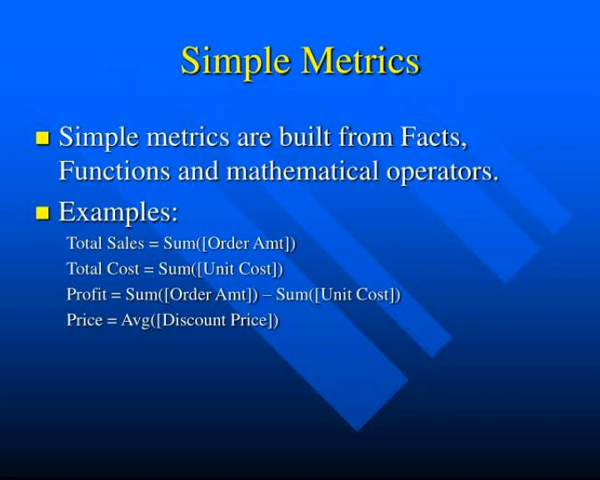 Simple Metrics
Simple metrics are built from Facts,
Functions and mathematical operators.
Examples:
Total Sales = Sum([Order Amt])
Total Cost = Sum([Unit Cost])
Profit = Sum([Order Amt]) – Sum([Unit Cost])
Price = Avg([Discount Price])